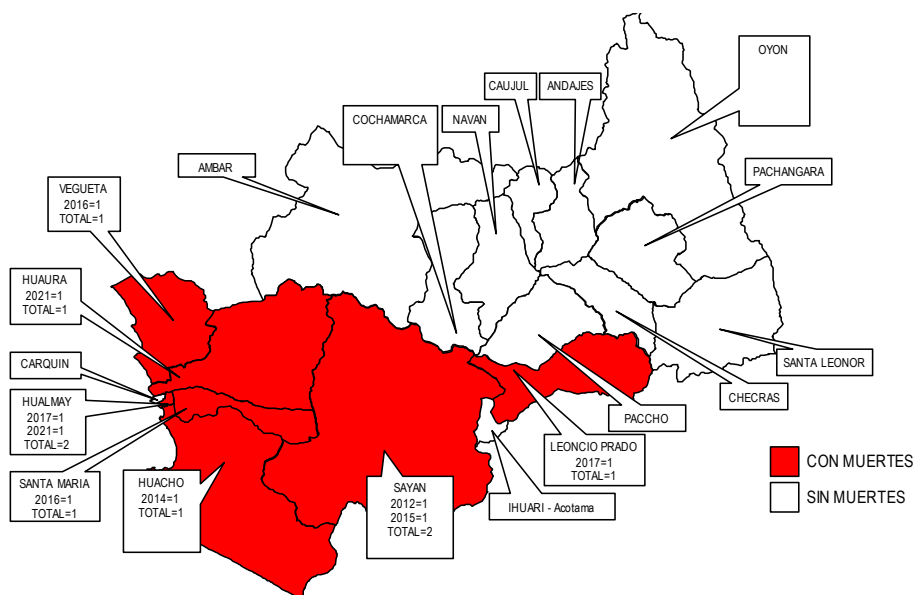 OYON
CAUJUL
ANDAJES
COCHAMARCA
NAVAN
AMBAR
PACHANGARA
VEGUETA
2016=1
TOTAL=1
HUAURA
2021=1
TOTAL=1
CARQUIN
HUALMAY
2017=1
2021=1
TOTAL=2
SANTA MARIA
2016=1
TOTAL=1
HUACHO
2014=1
TOTAL=1
SAYAN
2012=1
2015=1
TOTAL=2
IHUARI - Acotama
LEONCIO PRADO
2017=1
TOTAL=1
PACCHO
CHECRAS
SANTA LEONOR
CON MUERTES
SIN MUERTES